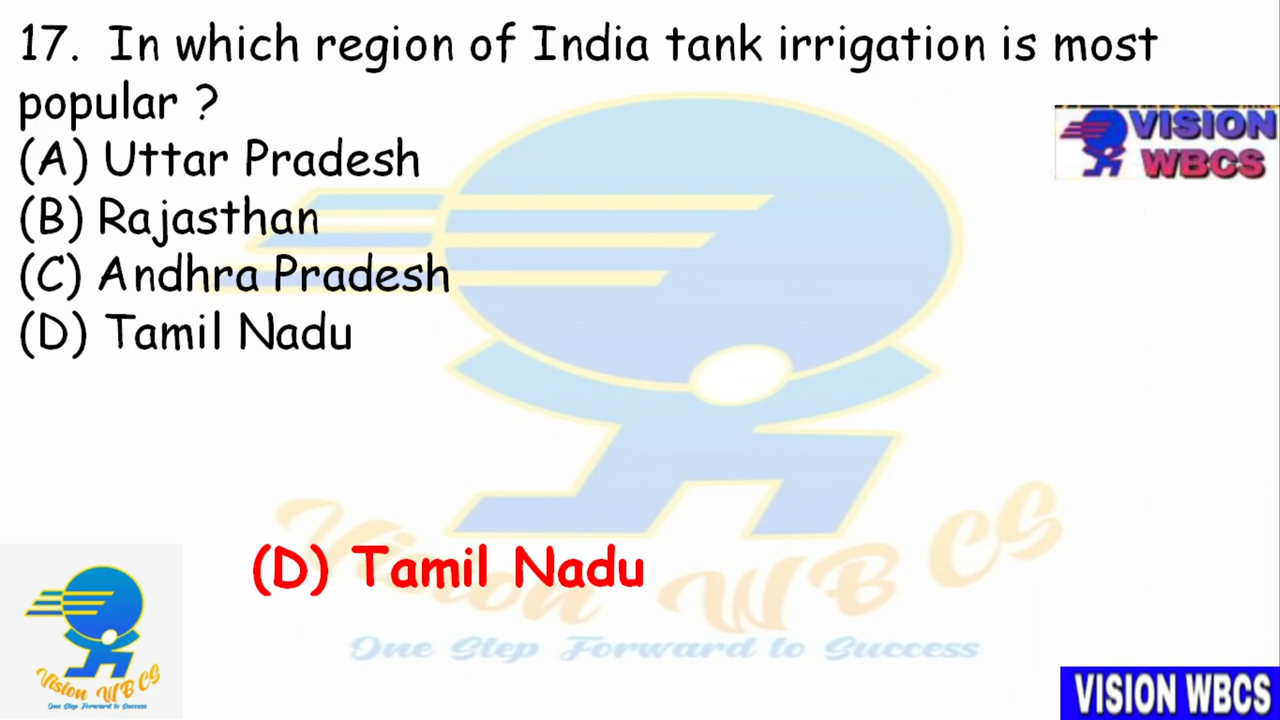 17. In which region of India tank irrigation is most
popular ?
(A) Uttar Pradesh
(B) Rajasthan
(C) Andhra Pradesh
(D) Tamil Nadu
VISION
WBCS
(D) Tamil Nadu
Vision WBCS
One Step Forward to Success
Vision WBCS
One Step Forward to Success
VISION WBCS